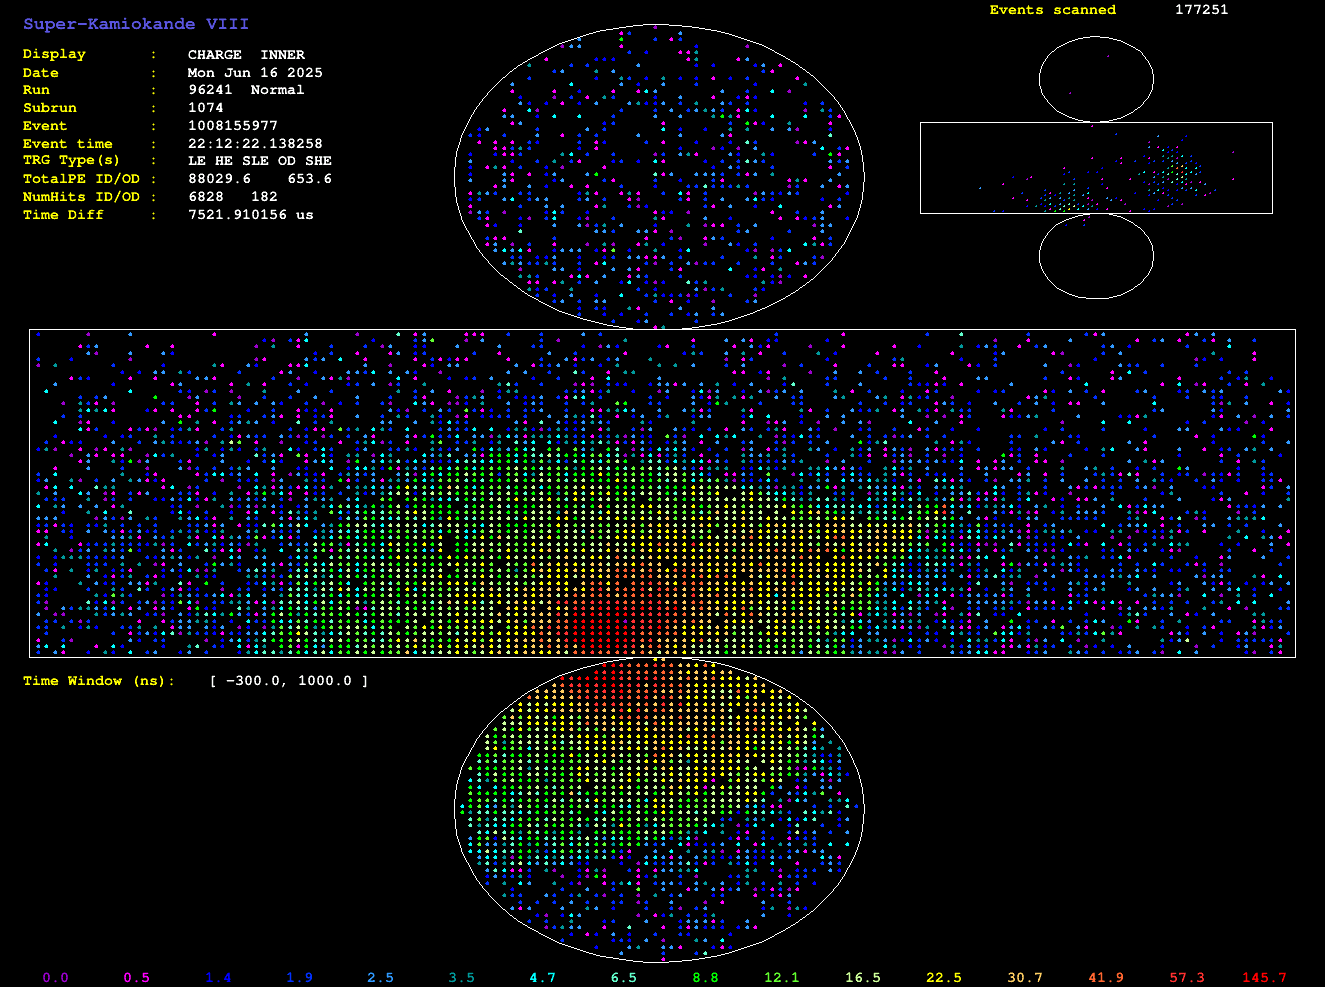 Super-Kamiokande VIII
Events scanned 177251
Display : CHARGE INNER
Date : Mon Jun 16 2025
Run : 96241 Normal
Subrun : 1074
Event : 1008155977
Event time : 22:12:22.138258
TRG Type(s) : LE HE SLE OD SHE
TotalPE ID/OD : 88029.6 653.6
NumHits ID/OD : 6828 182
Time Diff : 7521.910156 us
Time Window (ns): [ -300.0, 1000.0 ]
0.0 0.5 1.4 1.9 2.5 3.5 4.7 6.5 8.8 12.1 16.5 22.5 30.7 41.9 57.3 145.7